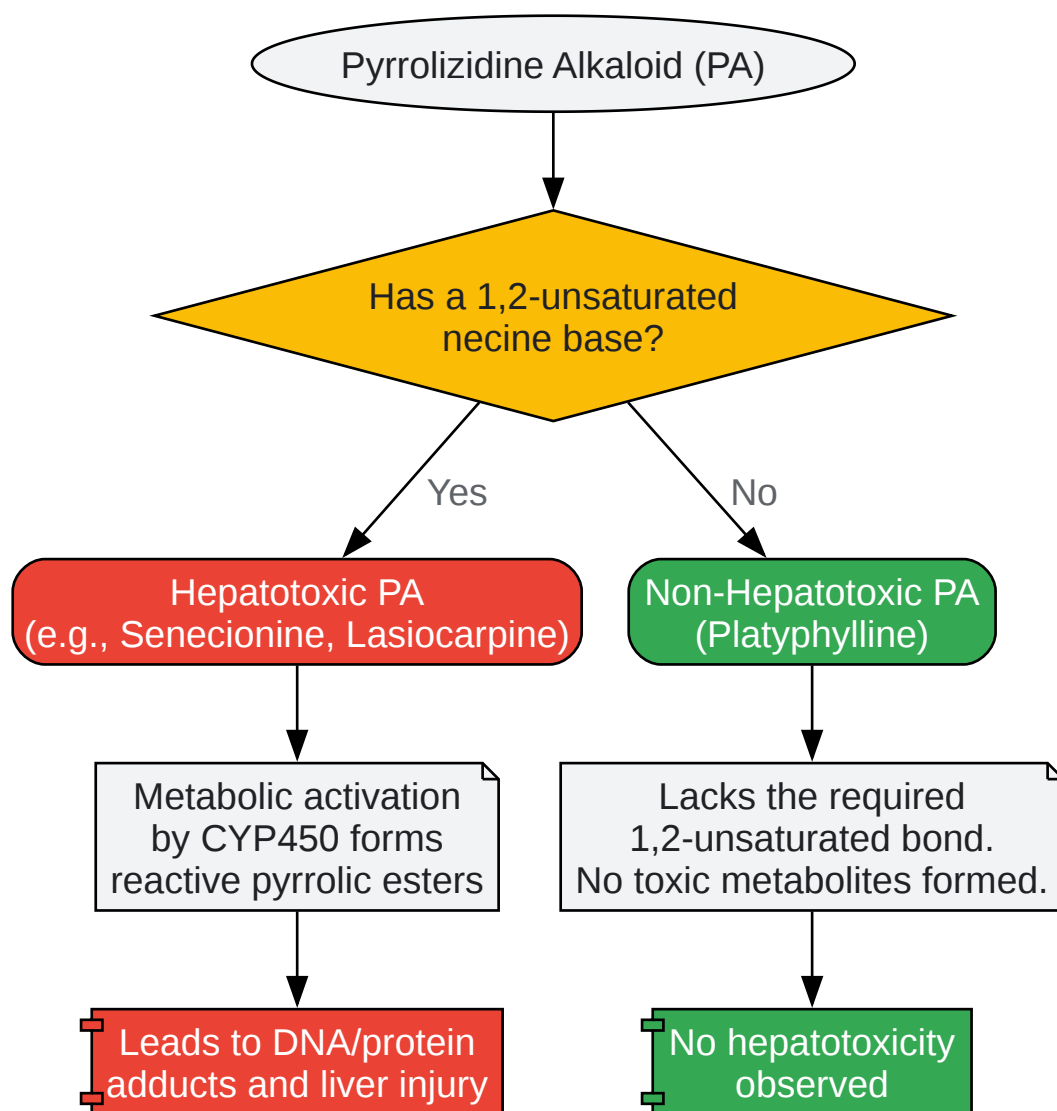 Pyrrolizidine Alkaloid (PA)
Has a 1,2-unsaturated
necine base?
Yes
No
Hepatotoxic PA
(e.g., Senecionine, Lasiocarpine)
Non-Hepatotoxic PA
(Platyphylline)
Metabolic activation
by CYP450 forms
reactive pyrrolic esters
Lacks the required
1,2-unsaturated bond.
No toxic metabolites formed.
Leads to DNA/protein
adducts and liver injury
No hepatotoxicity
observed